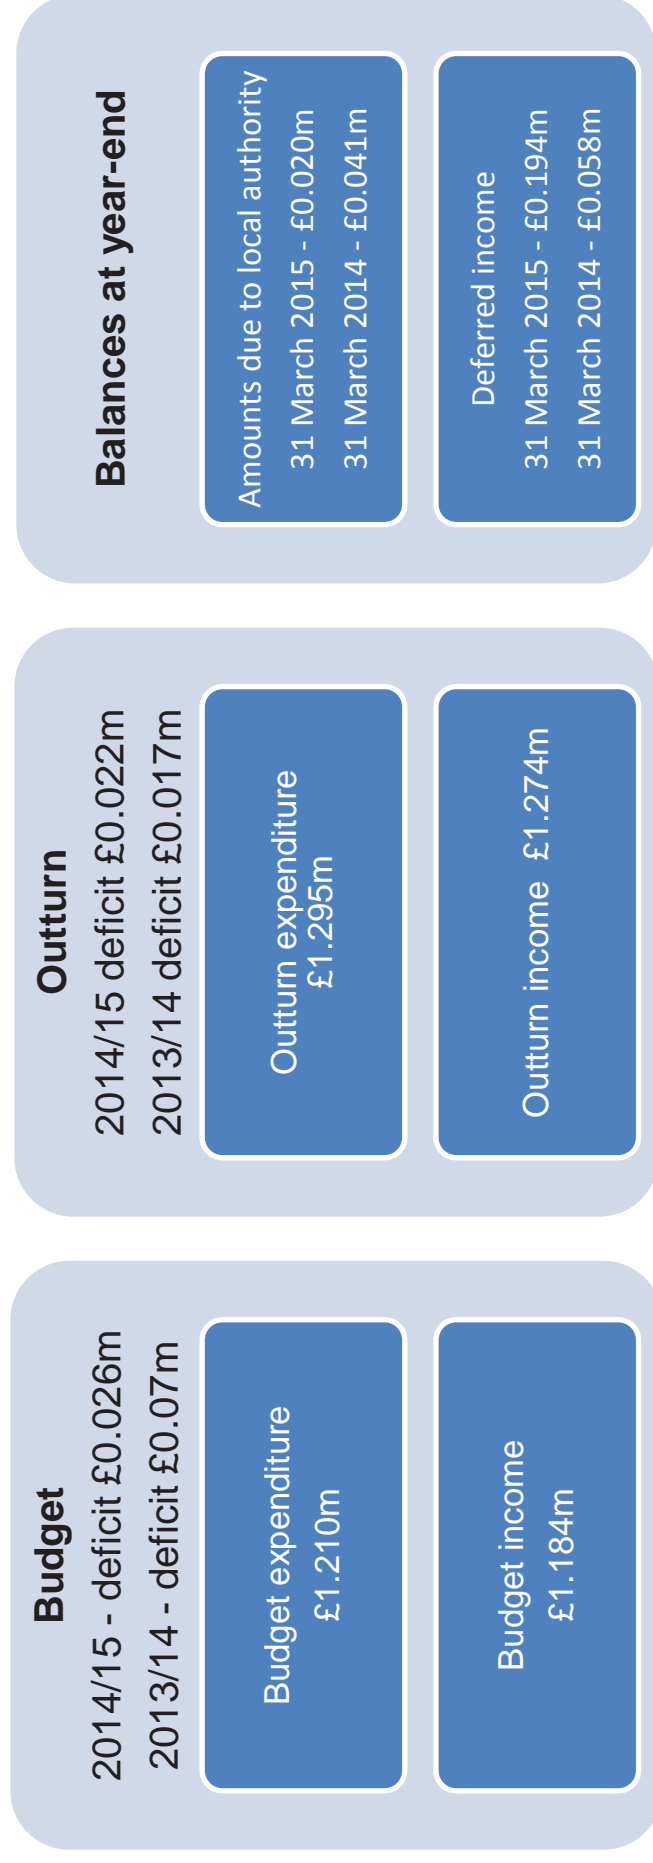 Budget
2014/15 - deficit £0.026m
2013/14 - deficit £0.07m
Budget expenditure
£1.210m
Budget income
£1.184m
Outturn
2014/15 deficit £0.022m
2013/14 deficit £0.017m
Outturn expenditure
£1.295m
Outturn income £1.274m
Balances at year-end
Amounts due to local authority
31 March 2015 - £0.020m
31 March 2014 - £0.041m
Deferred income
31 March 2015 - £0.194m
31 March 2014 - £0.058m